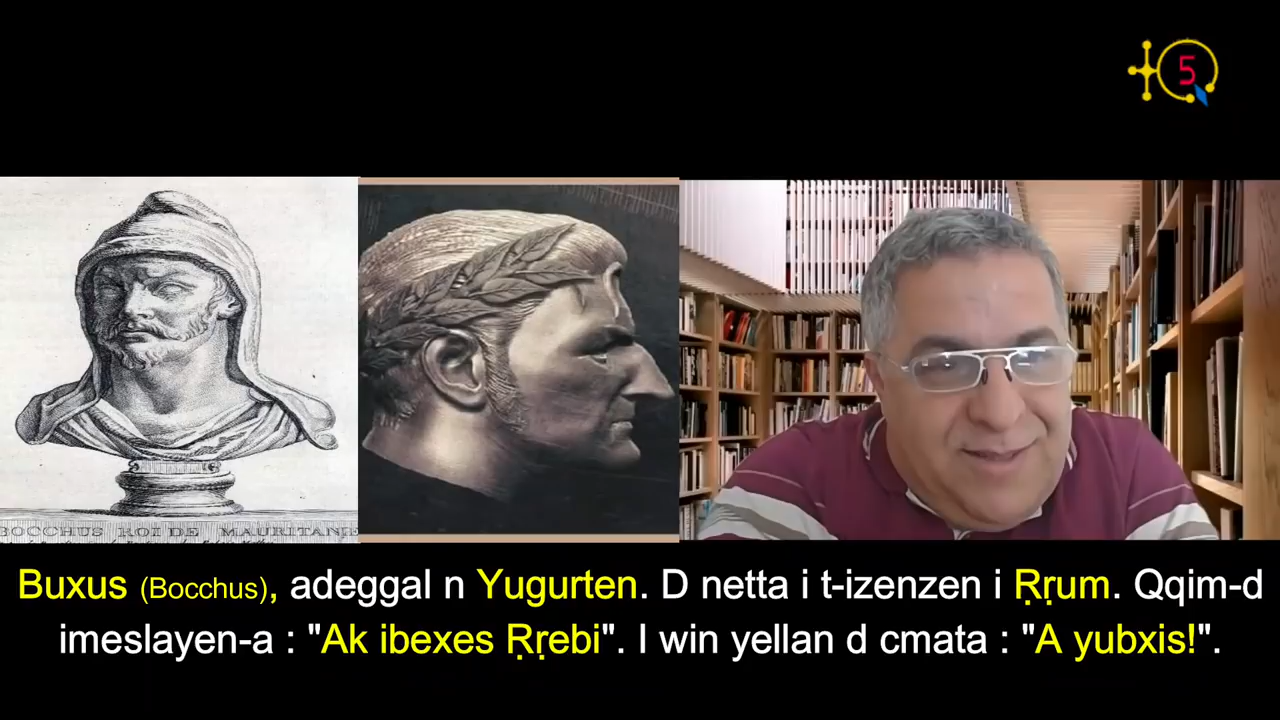 5
BOCCHUS ROI DE MAURITANIE
Buxus (Bocchus), adeggal n Yugurten. D netta i t-izenzen i Ṛṛum. Qqim-d
imeslayen-a : "Ak ibexes Ṛṛebi". I win yellan d cmata : "A yubxis!".